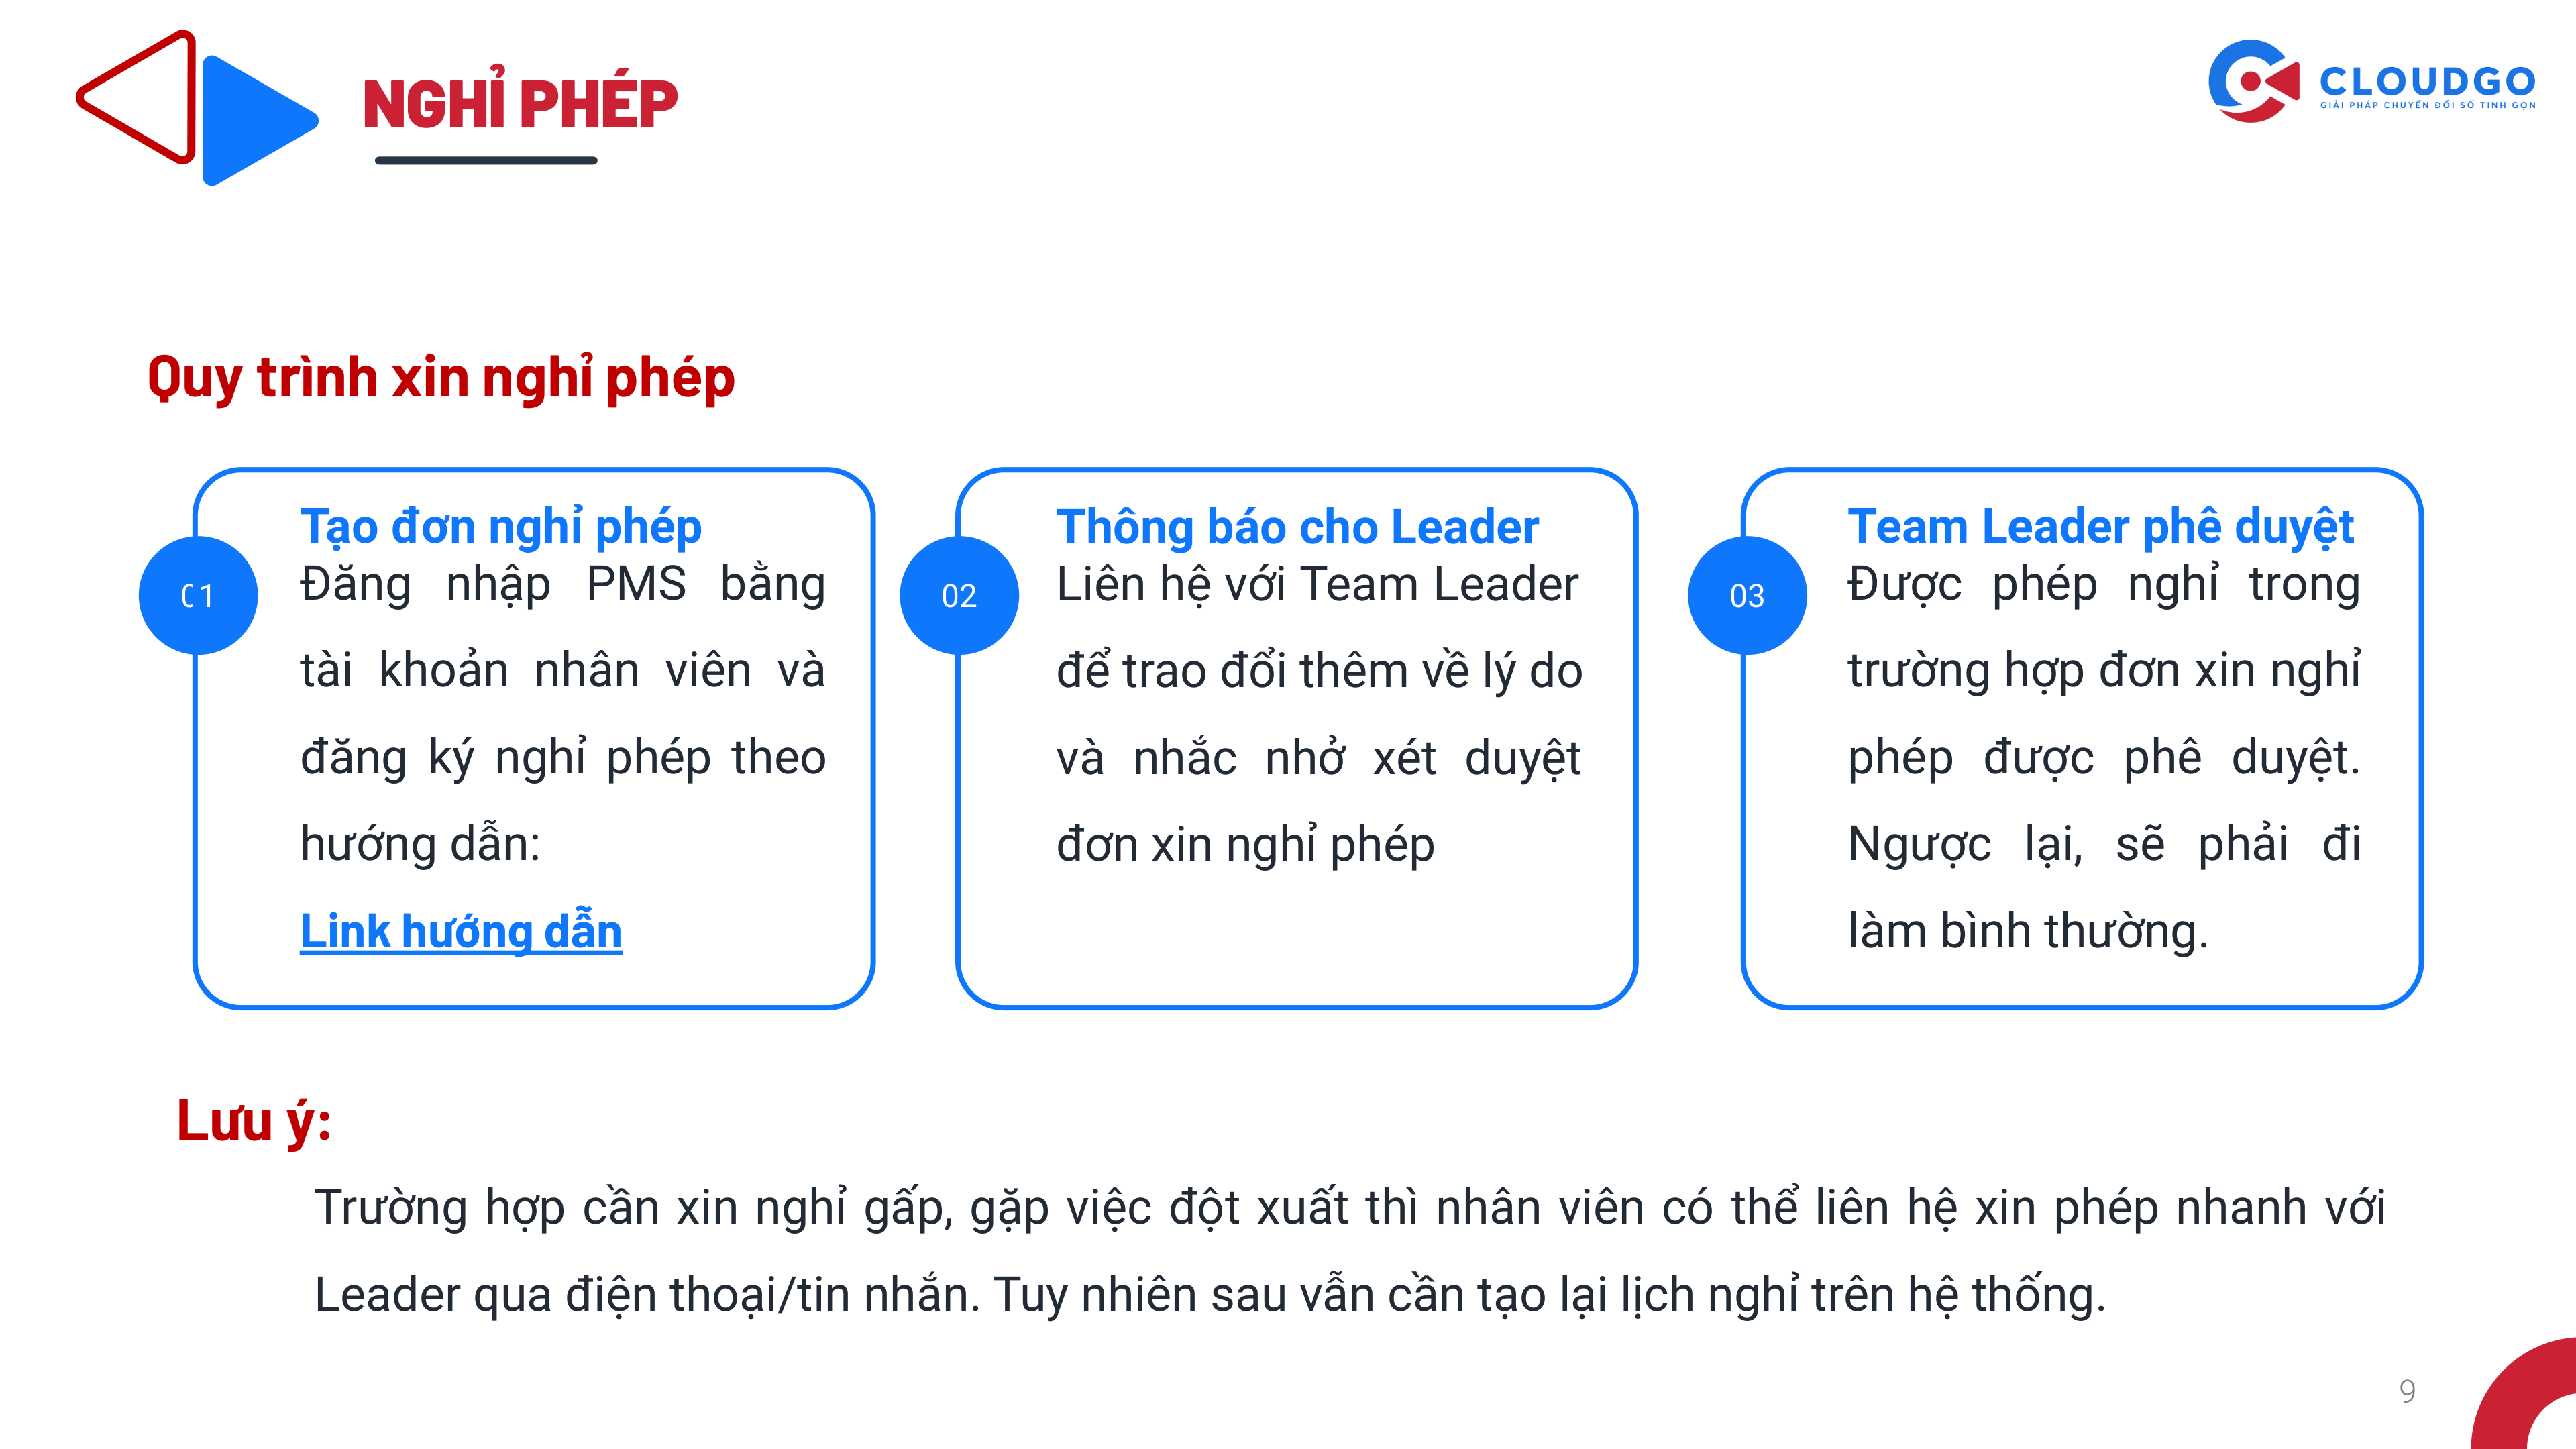 NGHỈ PHÉP
CLOUDGO
GIẢI PHÁP CHUYỂN ĐỔI SỐ TINH GỌN
Quy trình xin nghỉ phép
01
Tạo đơn nghỉ phép
Đăng nhập PMS bằng
tài khoản nhân viên và
đăng ký nghỉ phép theo
hướng dẫn:
Link hướng dẫn
02
Thông báo cho Leader
Liên hệ với Team Leader
để trao đổi thêm về lý do
và nhắc nhở xét duyệt
đơn xin nghỉ phép
03
Team Leader phê duyệt
Được phép nghỉ trong
trường hợp đơn xin nghỉ
phép được phê duyệt.
Ngược lại, sẽ phải đi
làm bình thường.
Lưu ý:
Trường hợp cần xin nghỉ gấp, gặp việc đột xuất thì nhân viên có thể liên hệ xin phép nhanh với
Leader qua điện thoại/tin nhắn. Tuy nhiên sau vẫn cần tạo lại lịch nghỉ trên hệ thống.
9